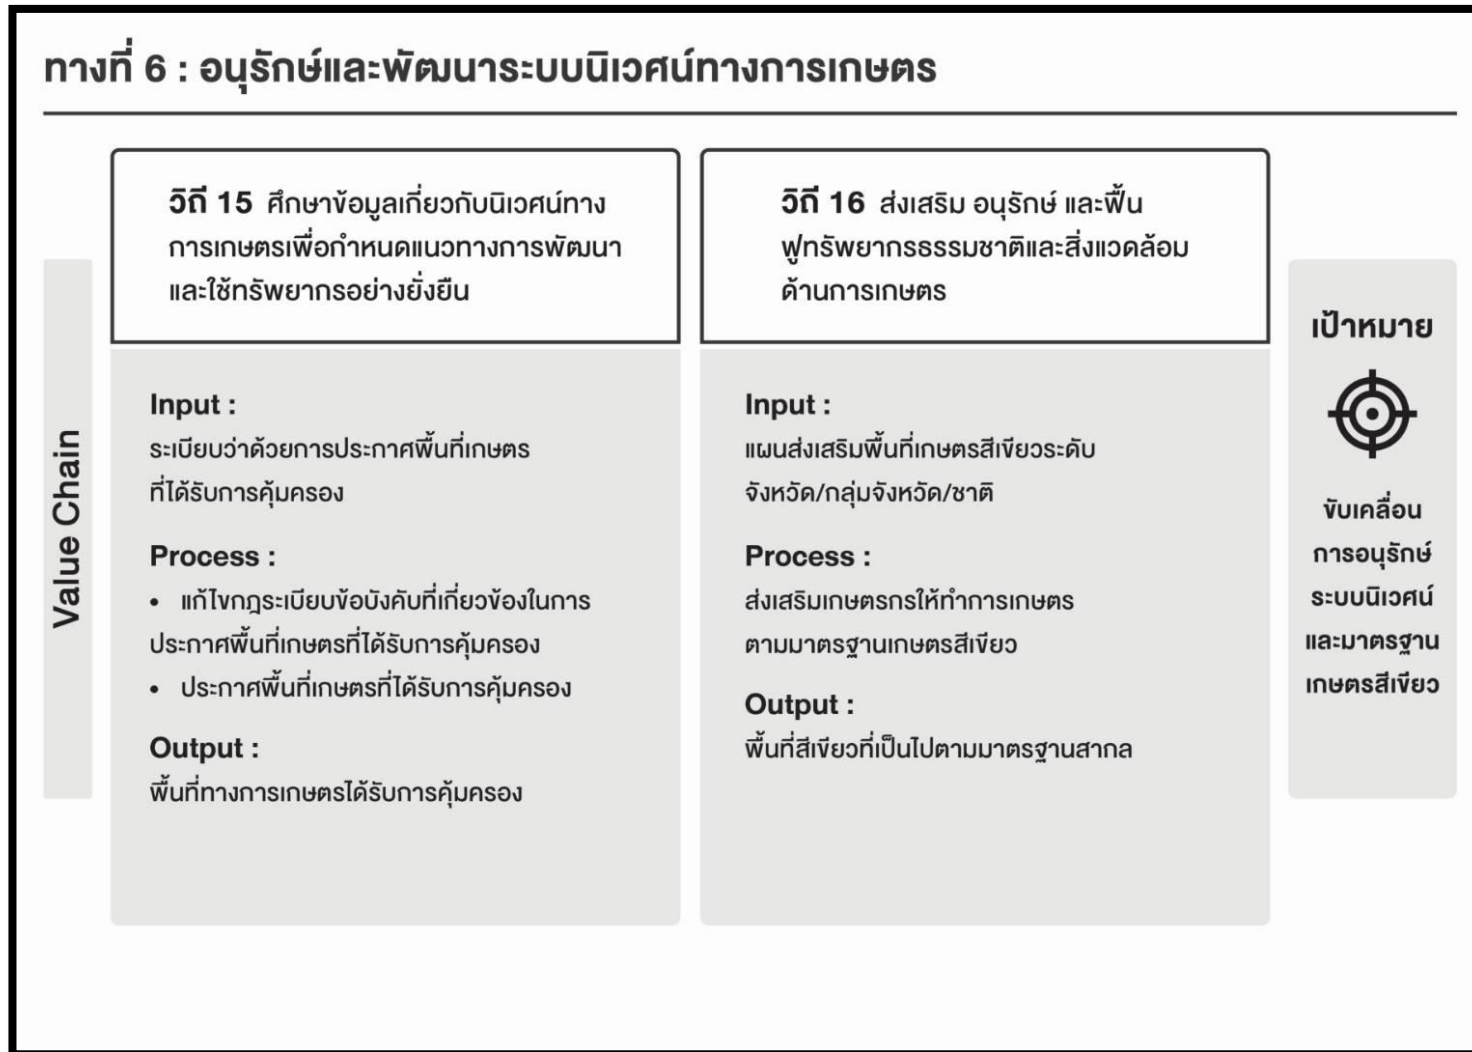 ทางที่ 6 : อนุรักษ์และพัฒนาระบบนิเวศน์ทางการเกษตร
Value Chain
วิถี 15 ศึกษาข้อมูลเกี่ยวกับนิเวศน์ทาง
การเกษตรเพื่อกำหนดแนวทางการพัฒนา
และใช้ทรัพยากรอย่างยั่งยืน
Input :
ระเบียบว่าด้วยการประกาศพื้นที่เกษตร
ที่ได้รับการคุ้มครอง
Process :
• แก้ไขกฎระเบียบข้อบังคับที่เกี่ยวข้องในการ
ประกาศพื้นที่เกษตรที่ได้รับการคุ้มครอง
• ประกาศพื้นที่เกษตรที่ได้รับการคุ้มครอง
Output :
พื้นที่ทางการเกษตรได้รับการคุ้มครอง
วิถี 16 ส่งเสริม อนุรักษ์ และฟื้น
ฟูทรัพยากรธรรมชาติและสิ่งแวดล้อม
ด้านการเกษตร
Input :
แผนส่งเสริมพื้นที่เกษตรสีเขียวระดับ
จังหวัด/กลุ่มจังหวัด/ชาติ
Process :
ส่งเสริมเกษตรกรให้ทำการเกษตร
ตามมาตรฐานเกษตรสีเขียว
Output :
พื้นที่สีเขียวที่เป็นไปตามมาตรฐานสากล
เป้าหมาย
ขับเคลื่อน
การอนุรักษ์
ระบบนิเวศน์
และมาตรฐาน
เกษตรสีเขียว